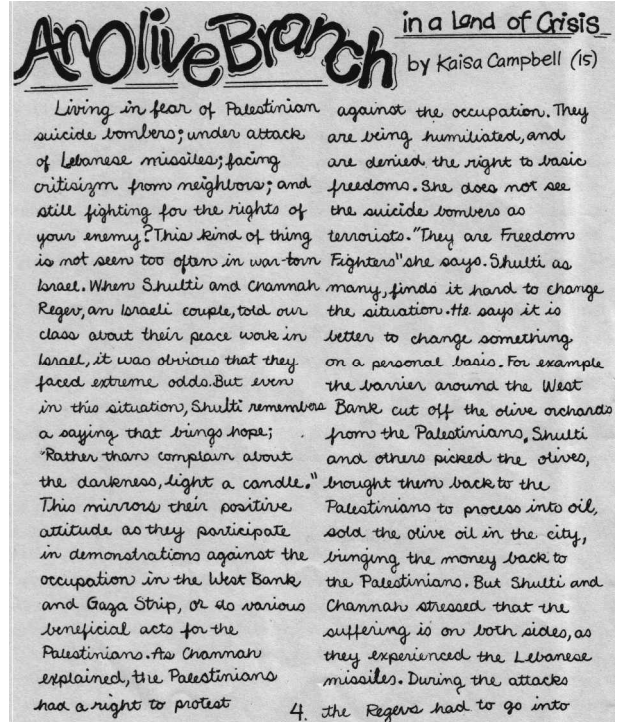 An Olive Branch
in a Land of Crisis
by Kaisa Campbell (15)
Living in fear of Palestinian
suicide bombers; under attack
of Lebanese missiles; facing
critisizm from neighbors; and
still fighting for the rights of
your enemy? This kind of thing
is not seen too often in war-torn
Israel. When Shulti and Channah
Regev, an Israeli couple, told our
class about their peace work in
Israel, it was obvious that they
faced extreme odds. But even
in this situation, Shulti remembers
a saying that brings hope;
"Rather than complain about
the darkness, light a candle."
This mirrors their positive
attitude as they participate
in demonstrations against the
occupation in the West Bank
and Gaza Strip, or do various
beneficial acts for the
Palestinians. As Channah
explained, the Palestinians
had a right to protest
against the occupation. They
are being humiliated, and
are denied the right to basic
freedoms. She does not see
the suicide bombers as
terrorists. "They are Freedom
Fighters" she says. Shulti as
many, finds it hard to change
the situation. He says it is
better to change something
on a personal basis. For example
the barrier around the West
Bank cut off the olive orchards
from the Palestinians. Shulti
and others picked the olives,
brought them back to the
Palestinians to process into oil,
sold the olive oil in the city,
bringing the money back to
the Palestinians. But Shulti and
Channah stressed that the
suffering is on both sides, as
they experienced the Lebanese
missiles. During the attacks
the Regevs had to go into
4.